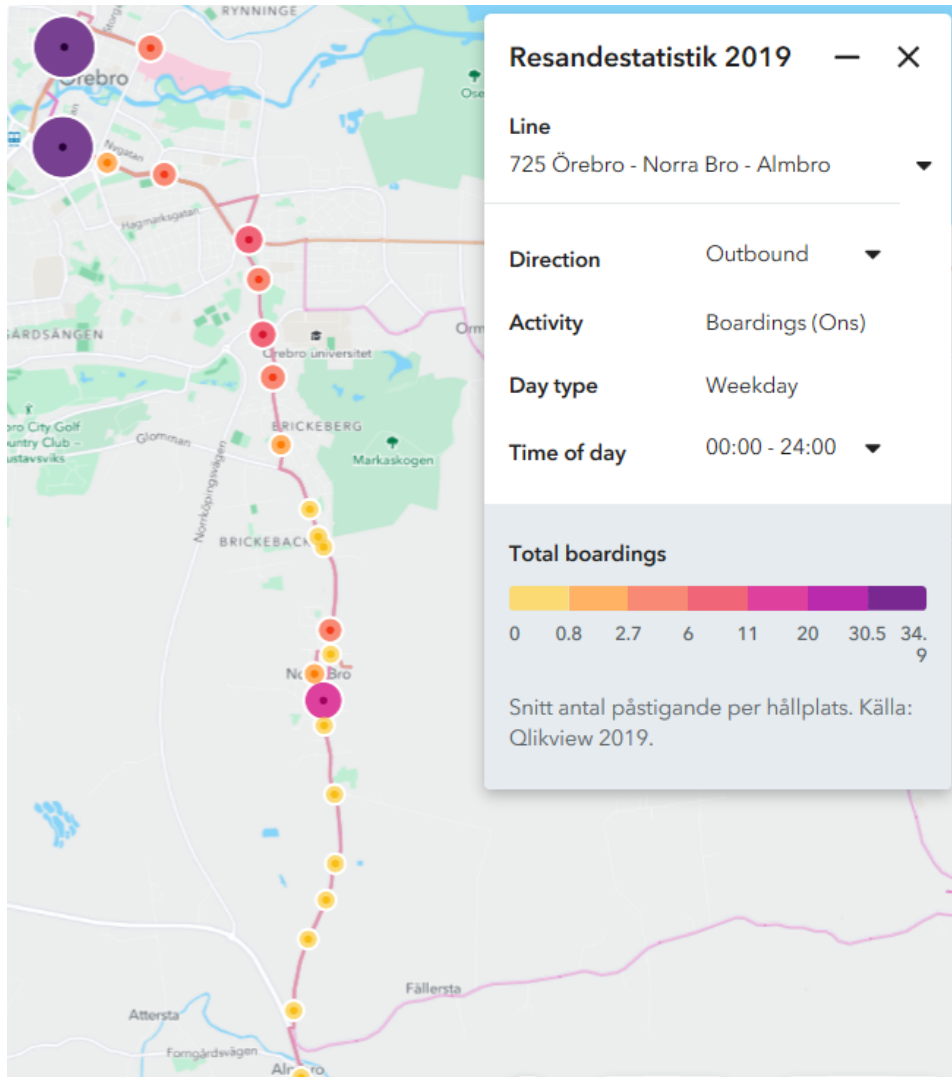 RYNNINGE
Storg
Örebro
Ose
Nygatan
Hagmarksgatan
Orm
Örebro universitet
BRICKEBERG
Glomman
Markaskogen
Norrköpingsvägen
BRICKEBACK
Bro
Fällersta
Attersta
Forngårdsvägen
Resandestatistik 2019
Line
725 Örebro - Norra Bro - Almbro
Direction Outbound
Activity Boardings (Ons)
Day type Weekday
Time of day 00:00 - 24:00
Total boardings
0 0.8 2.7 6 11 20 30.5 34.
9
Snitt antal påstigande per hållplats. Källa:
Qlikview 2019.